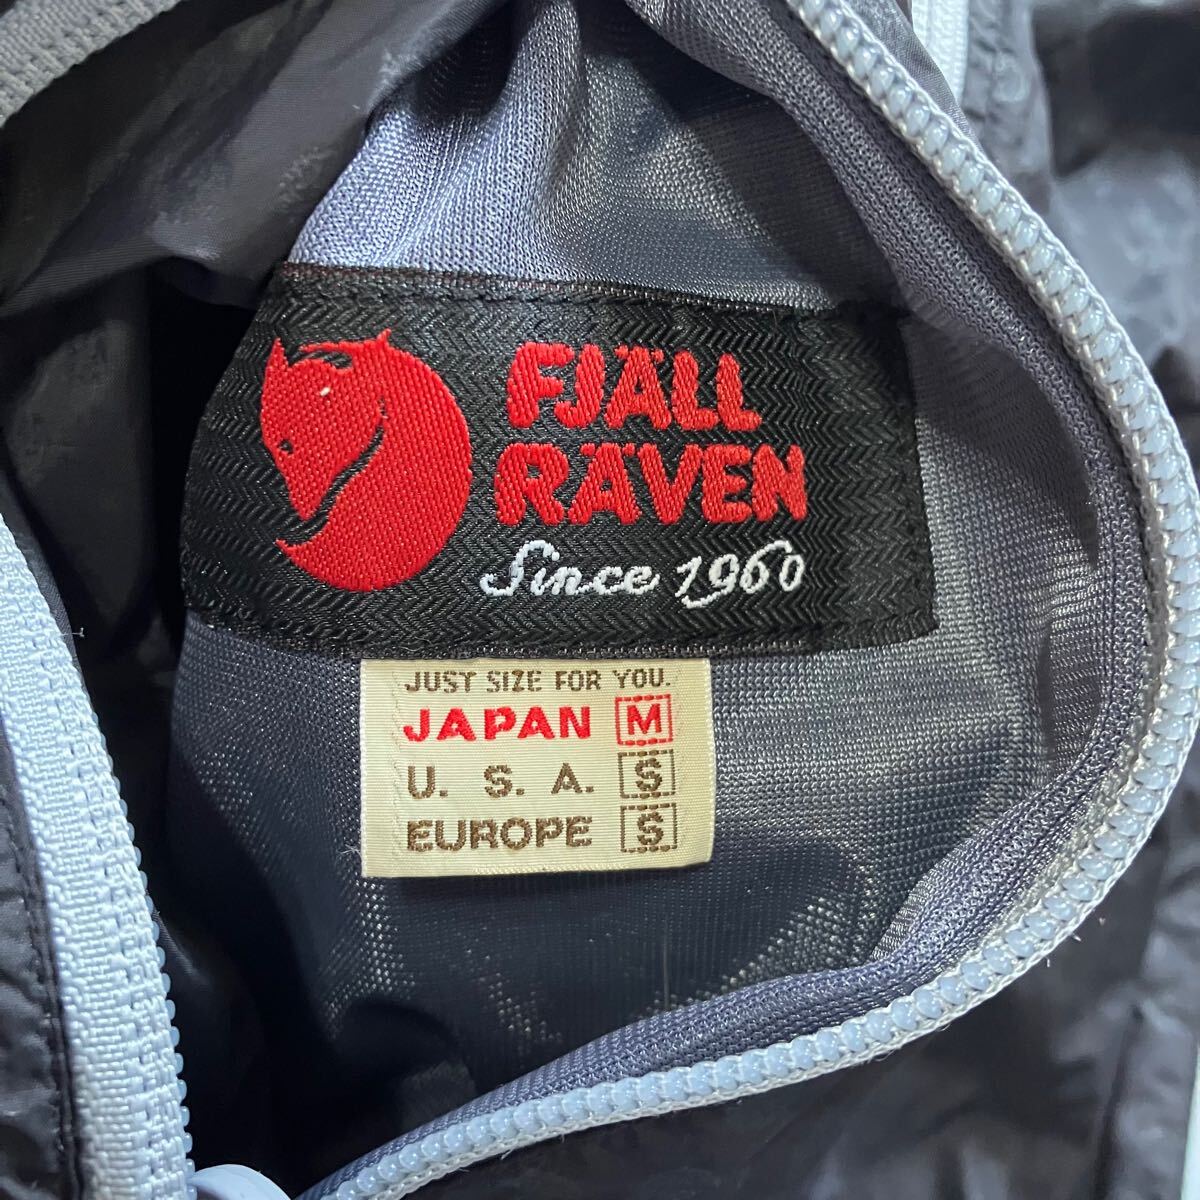 FJÄLL
RÄVEN
Since 1960
JUST SIZE FOR YOU.
JAPAN M
U. S. A. S
EUROPE S